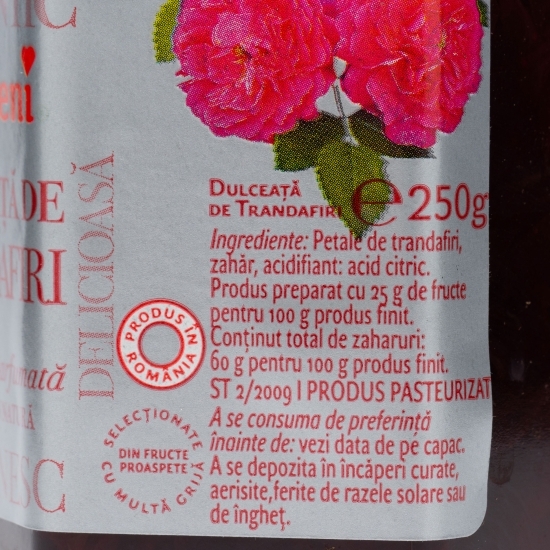 eni
DE
DELICIOASĂ
DULCEAȚĂ
DE TRANDAFIRI
℮ 250g
Ingrediente: Petale de trandafiri,
zahăr, acidifiant: acid citric.
Produs preparat cu 25 g de fructe
pentru 100 g produs finit.
Conținut total de zaharuri:
60 g pentru 100 g produs finit.
ST 2/2009 | PRODUS PASTEURIZAT
A se consuma de preferință
înainte de: vezi data de pe capac.
A se depozita în încăperi curate,
aerisite,ferite de razele solare sau
de îngheț.
PRODUS ÎN
ROMÂNIA
SELECȚIONATE
CU MULTĂ GRIJĂ
DIN FRUCTE
PROASPETE